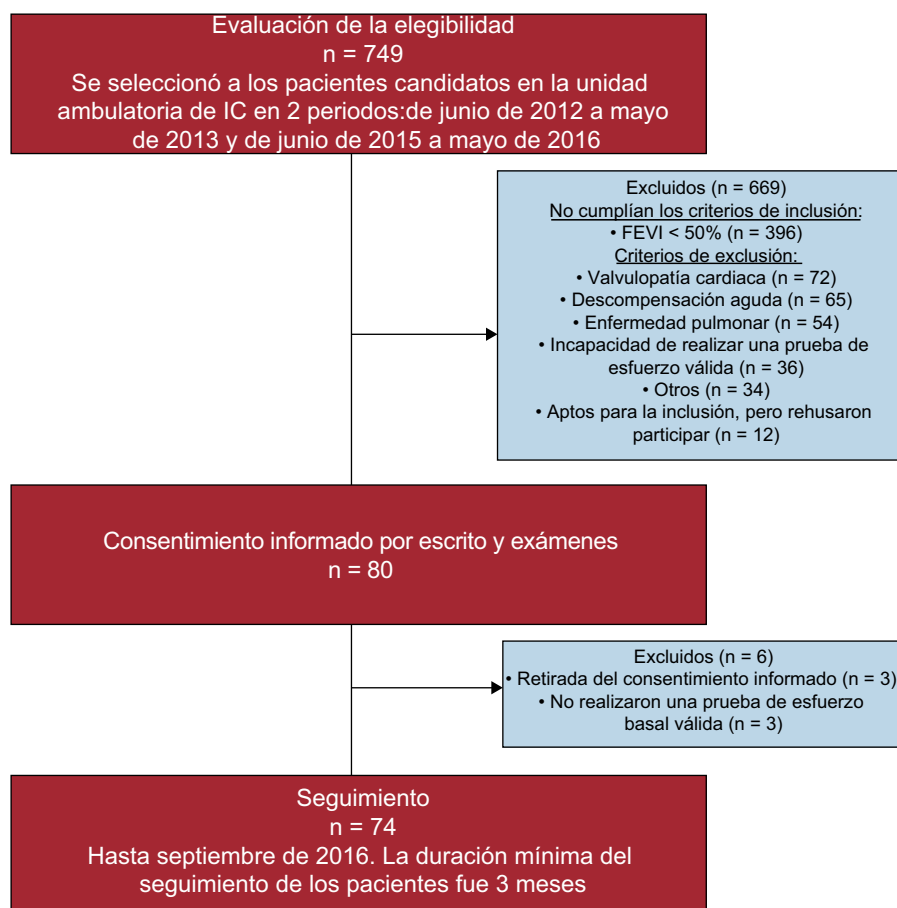 Evaluación de la elegibilidad
n = 749
Se seleccionó a los pacientes candidatos en la unidad
ambulatoria de IC en 2 periodos:de junio de 2012 a mayo
de 2013 y de junio de 2015 a mayo de 2016
Excluidos (n = 669)
No cumplían los criterios de inclusión:
• FEVI < 50% (n = 396)
Criterios de exclusión:
• Valvulopatía cardiaca (n = 72)
• Descompensación aguda (n = 65)
• Enfermedad pulmonar (n = 54)
• Incapacidad de realizar una prueba de
esfuerzo válida (n = 36)
• Otros (n = 34)
• Aptos para la inclusión, pero rehusaron
participar (n = 12)
Consentimiento informado por escrito y exámenes
n = 80
Excluidos (n = 6)
• Retirada del consentimiento informado (n = 3)
• No realizaron una prueba de esfuerzo
basal válida (n = 3)
Seguimiento
n = 74
Hasta septiembre de 2016. La duración mínima del
seguimiento de los pacientes fue 3 meses